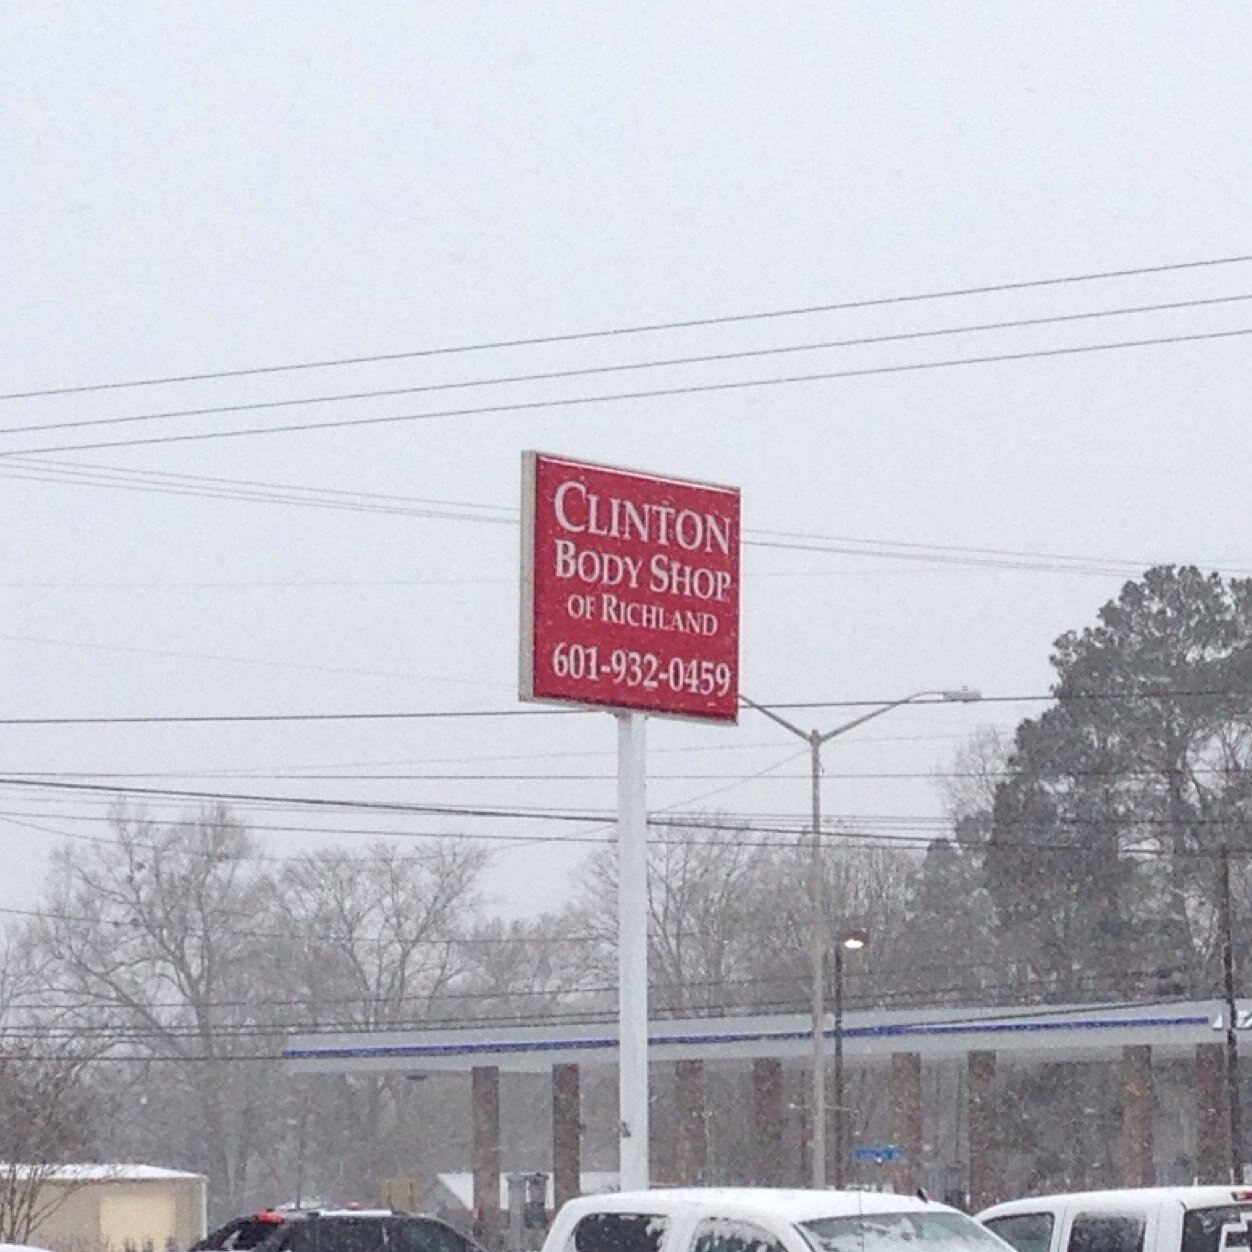 CLINTON
BODY SHOP
OF RICHLAND
601-932-0459